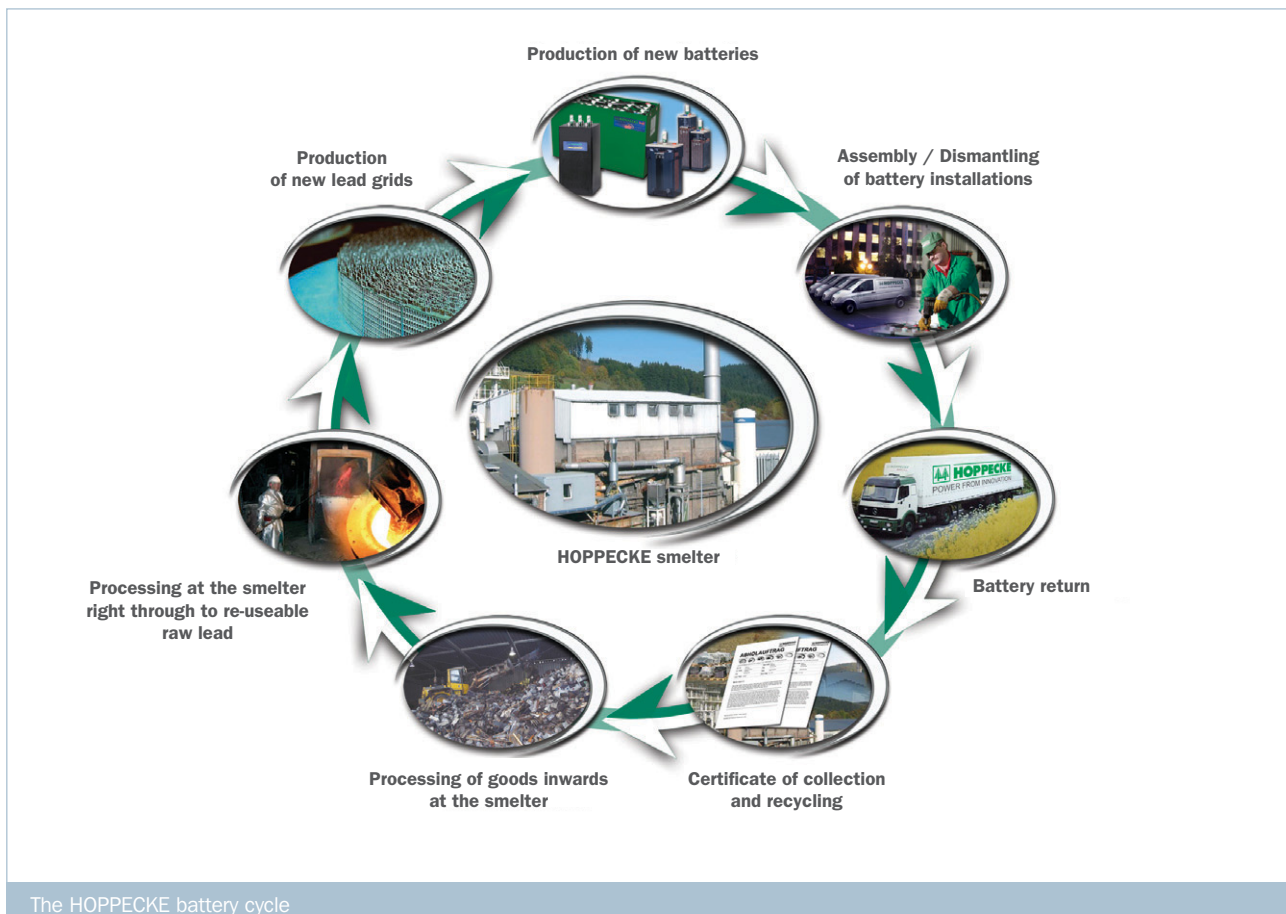 Production of new batteries
Production
of new lead grids
Assembly / Dismantling
of battery installations
HOPPECKE
POWER FROM INNOVATION
HOPPECKE smelter
Battery return
Processing at the smelter
right through to re-useable
raw lead
ABHOLAUFTRAG
Processing of goods inwards
at the smelter
Certificate of collection
and recycling
The HOPPECKE battery cycle